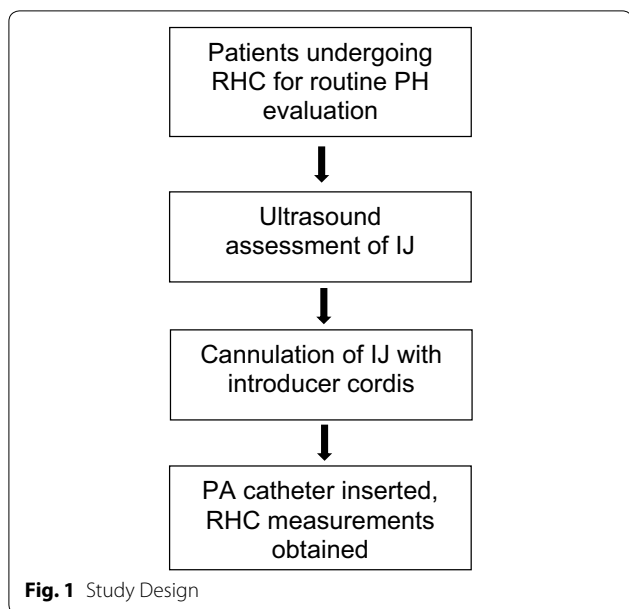 Patients undergoing
RHC for routine PH
evaluation
Ultrasound
assessment of IJ
Cannulation of IJ with
introducer cordis
PA catheter inserted,
RHC measurements
obtained
Fig. 1 Study Design